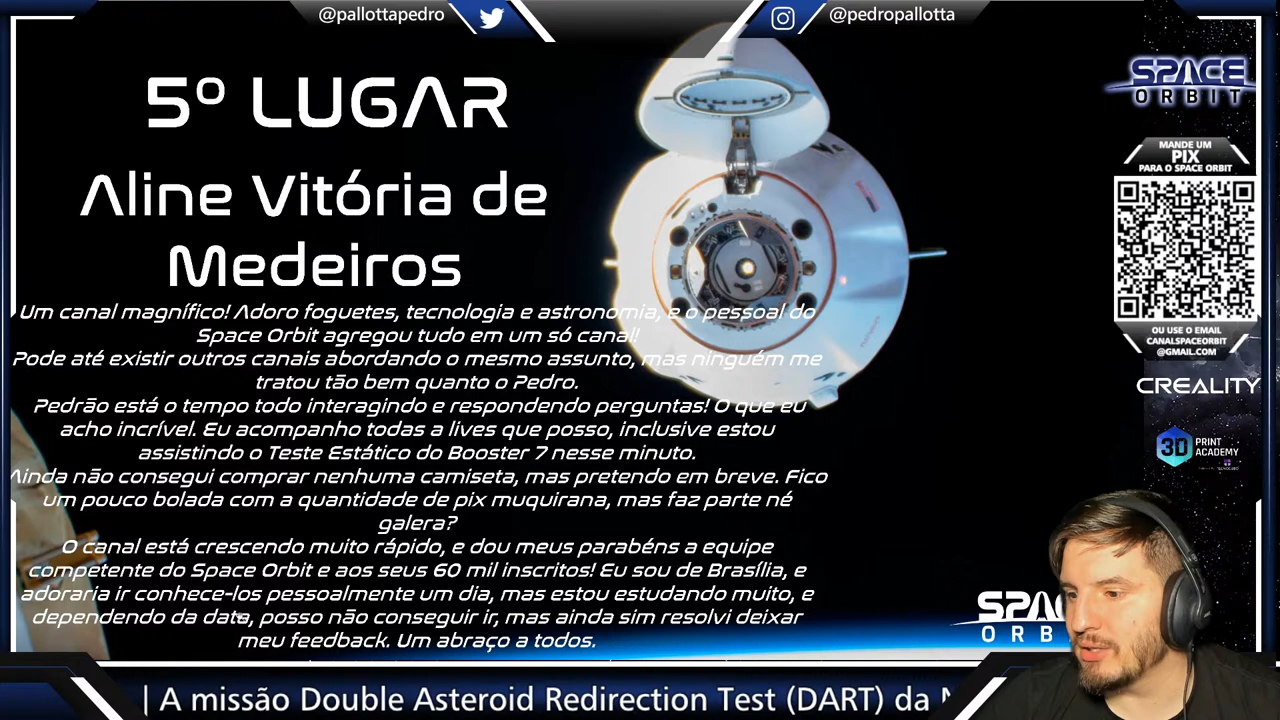 @pallottapedro
@pedropallotta
SPACE
ORBIT
5º LUGAR
Aline Vitória de
Medeiros
Um canal magnífico! Adoro foguetes, tecnologia e astronomia, e o pessoal do
Space Orbit agregou tudo em um só canal!
Pode até existir outros canais abordando o mesmo assunto, mas ninguém me
tratou tão bem quanto o Pedro.
Pedrão está o tempo todo interagindo e respondendo perguntas! O que eu
acho incrível. Eu acompanho todas a lives que posso, inclusive estou
assistindo o Teste Estático do Booster 7 nesse minuto.
Ainda não consegui comprar nenhuma camiseta, mas pretendo em breve. Fico
um pouco bolada com a quantidade de pix muquirana, mas faz parte né
galera?
O canal está crescendo muito rápido, e dou meus parabéns a equipe
competente do Space Orbit e aos seus 60 mil inscritos! Eu sou de Brasília, e
adoraria ir conhece-los pessoalmente um dia, mas estou estudando muito, e
dependendo da data, posso não conseguir ir, mas ainda sim resolvi deixar
meu feedback. Um abraço a todos.
MANDE UM
PIX
PARA O SPACE ORBIT
OU USE O EMAIL
CANALSPACEORBIT
@GMAIL.COM
CREALITY
3D PRINT
ACADEMY
| A missão Double Asteroid Redirection Test (DART) da